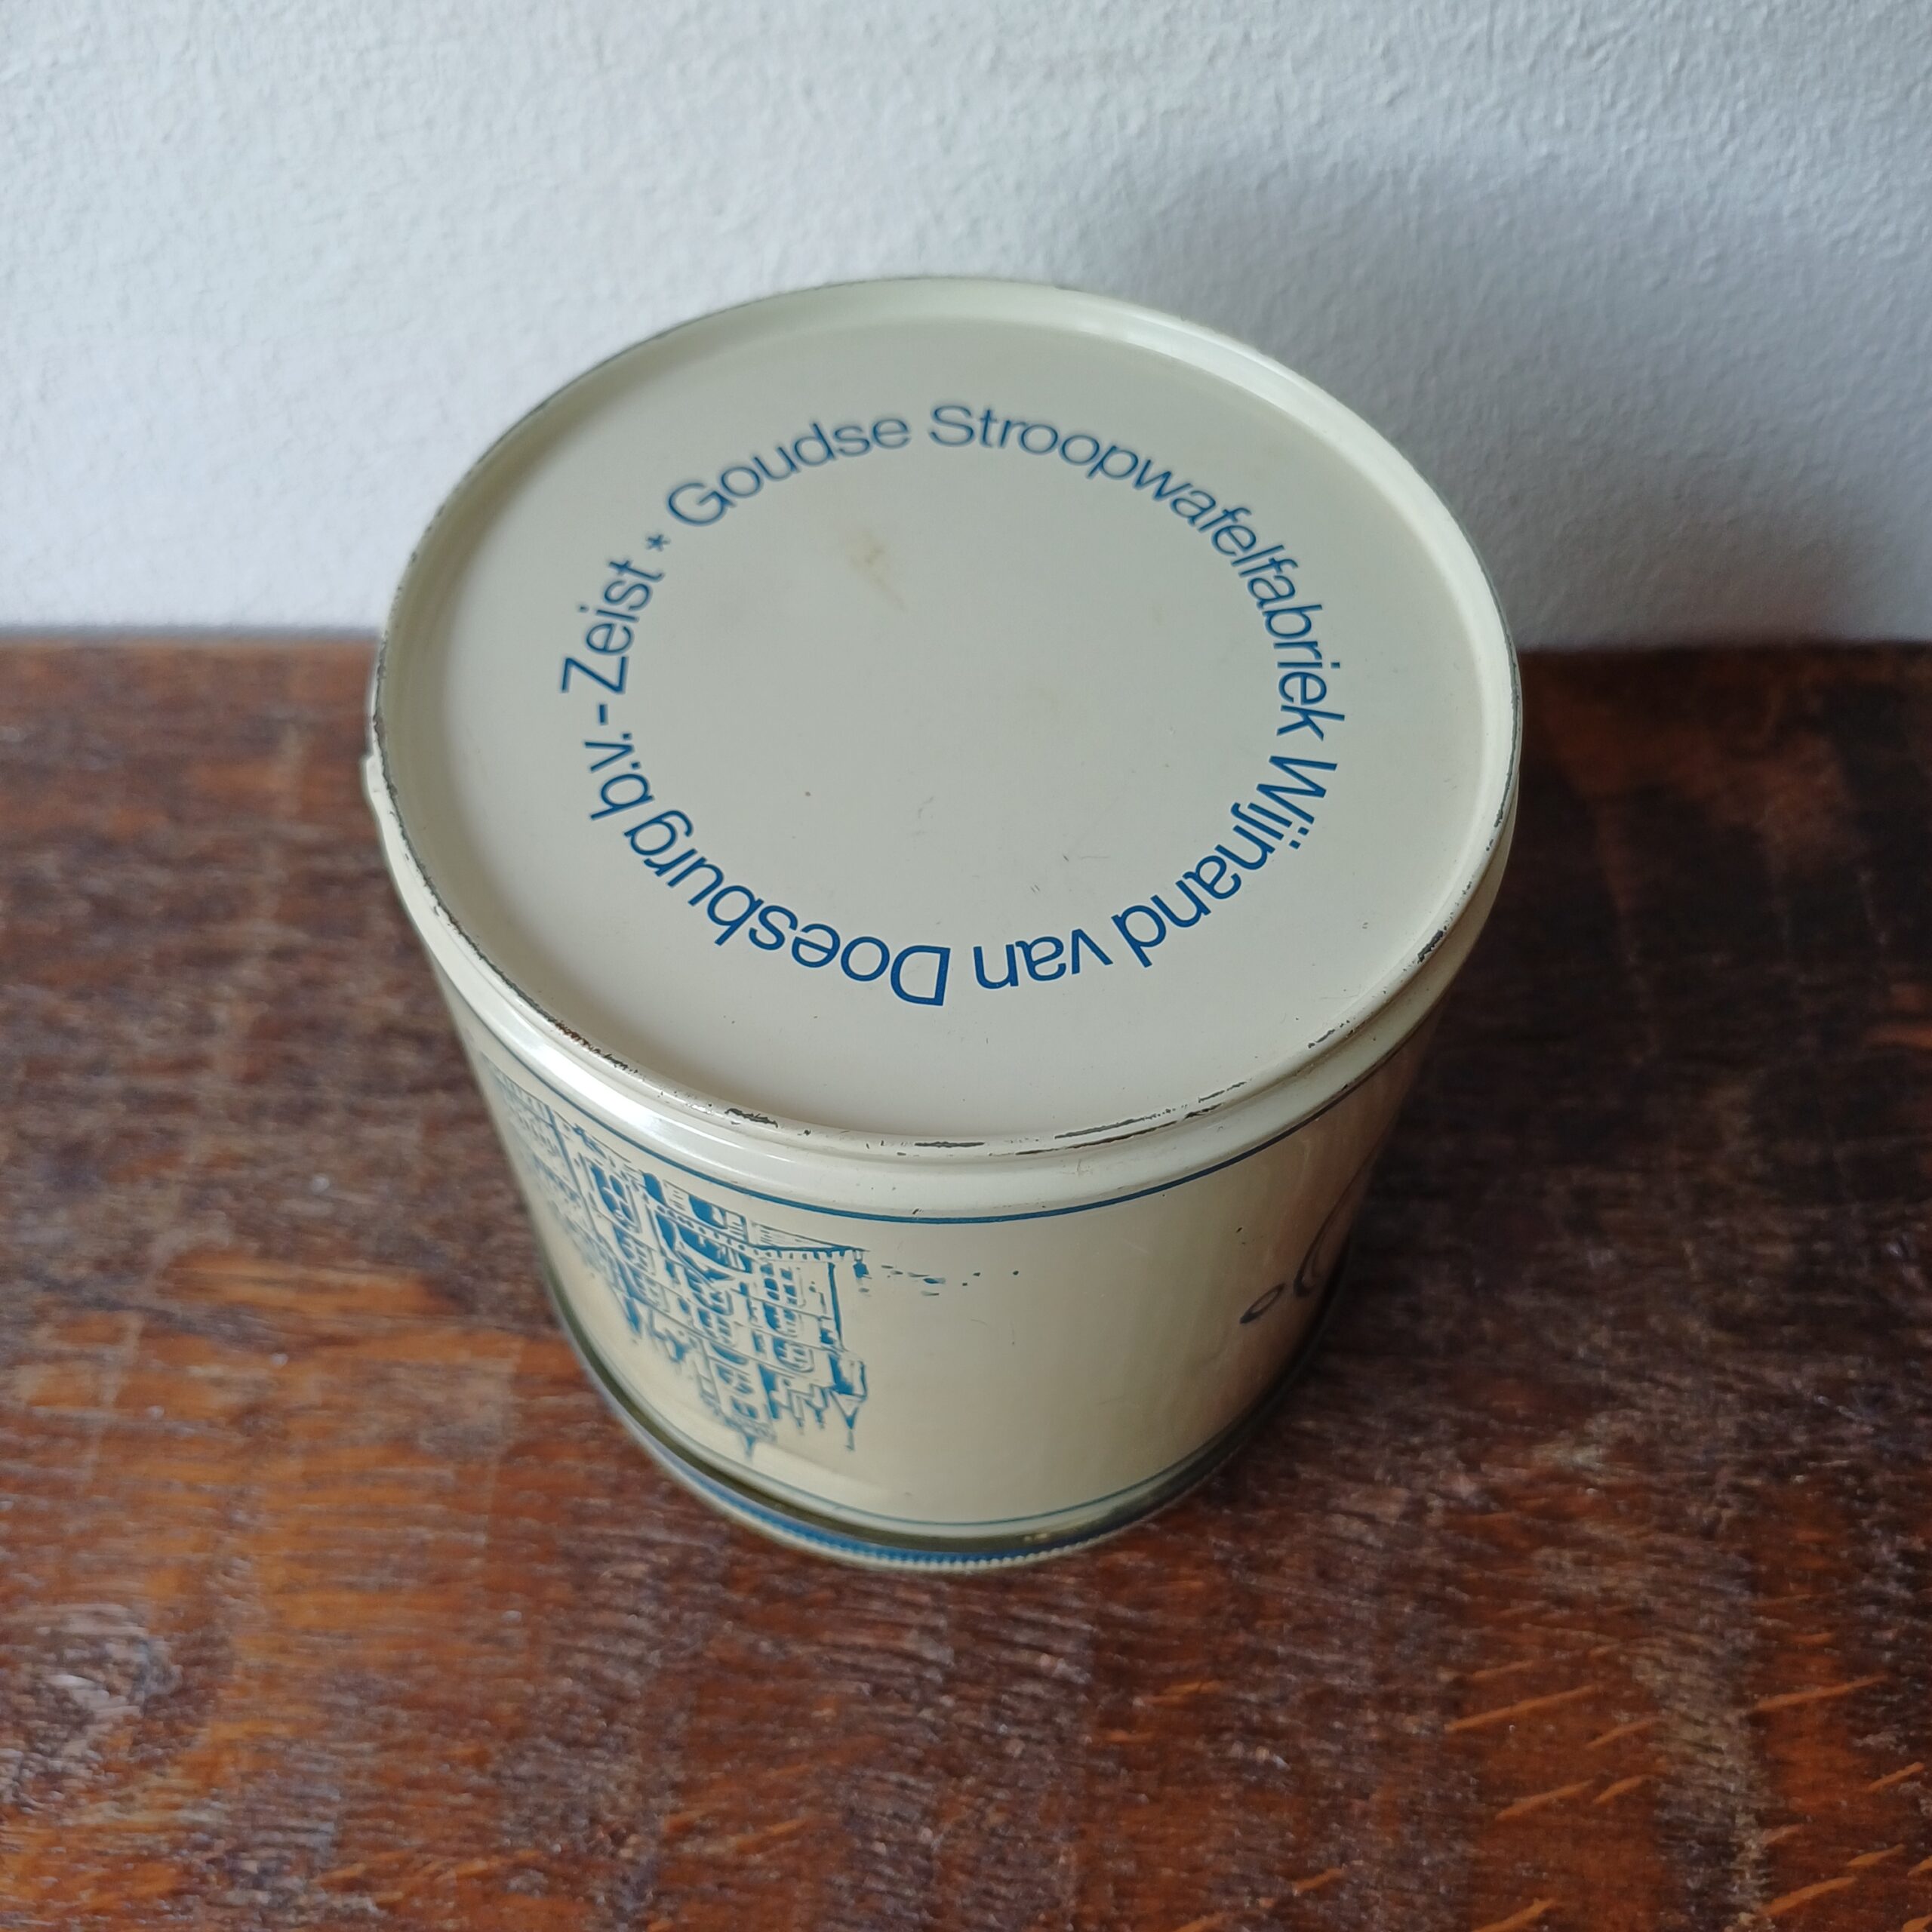 * Goudse Stroopwafelfabriek Wijnand van Doesburg b.v. - Zeist